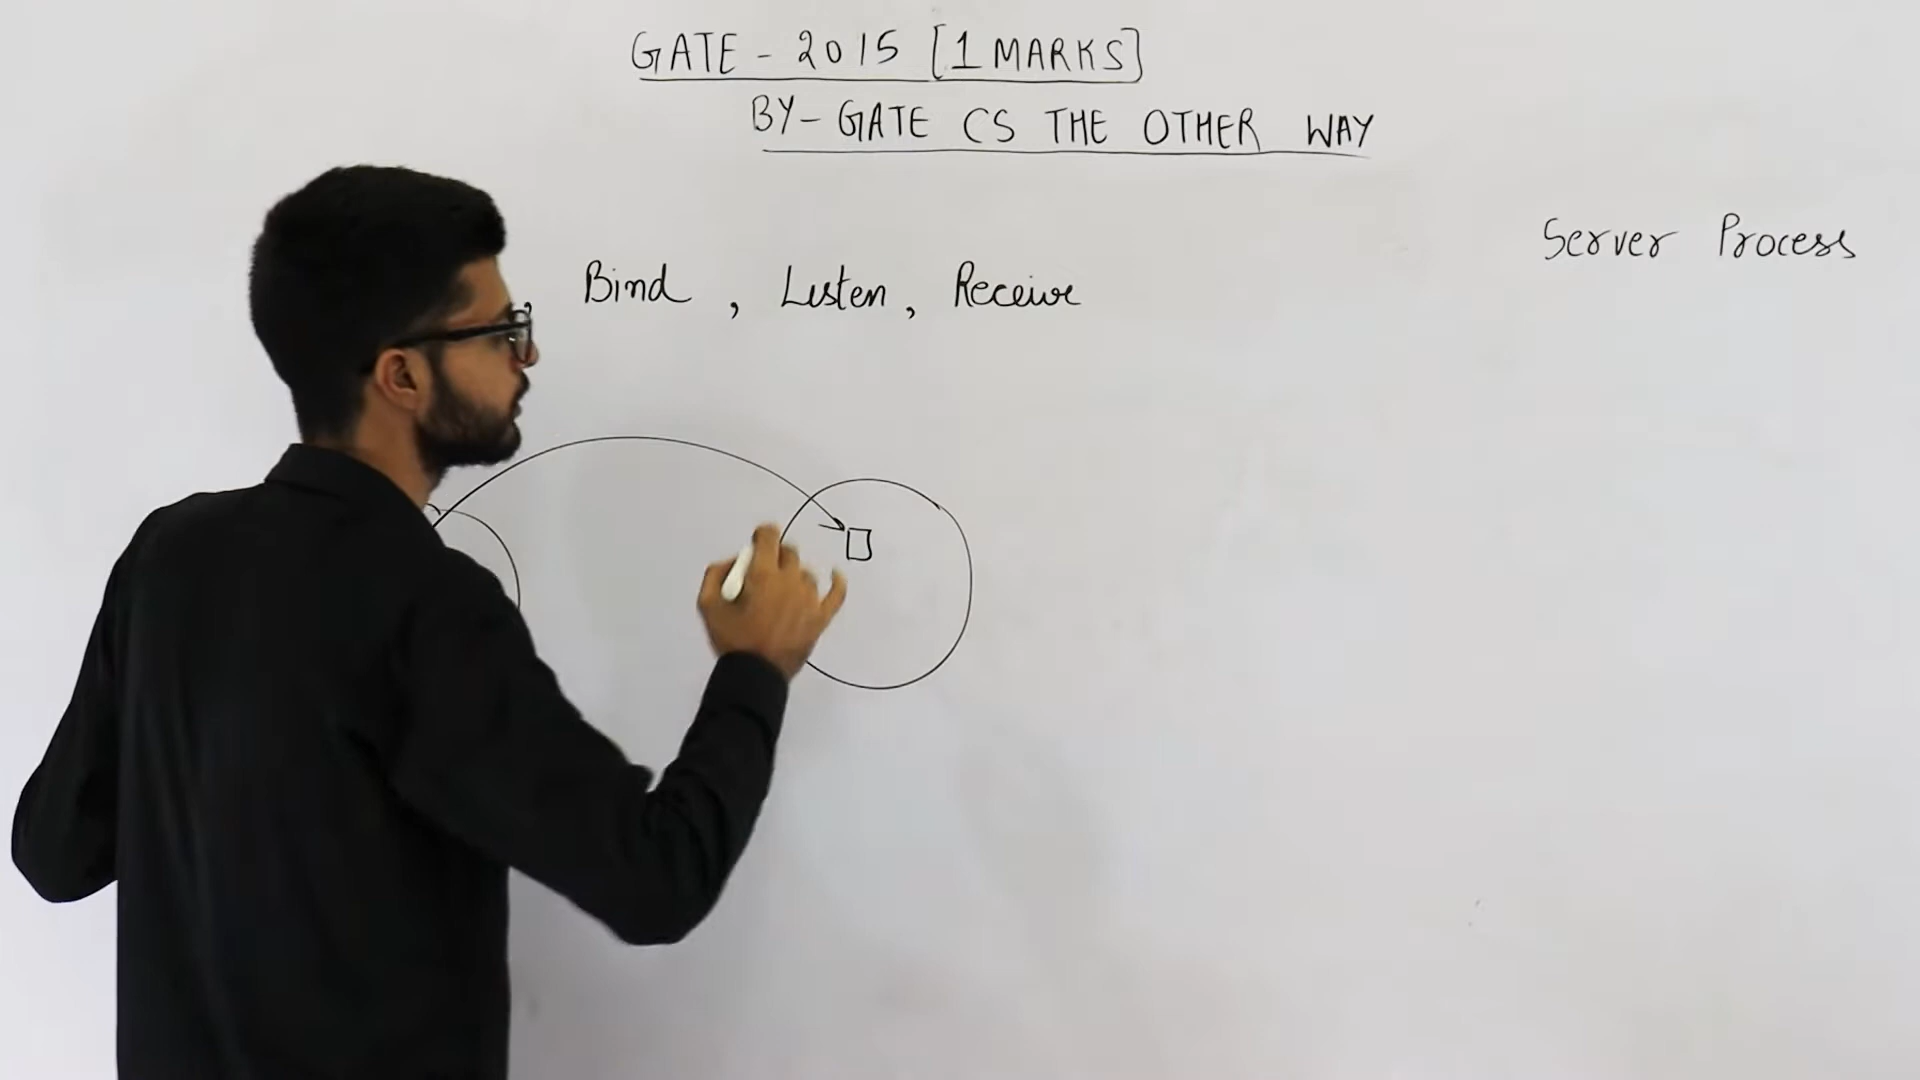 GATE - 2015 [1 MARKS]
BY - GATE CS THE OTHER WAY
Server Process
, Bind , Listen , Receive